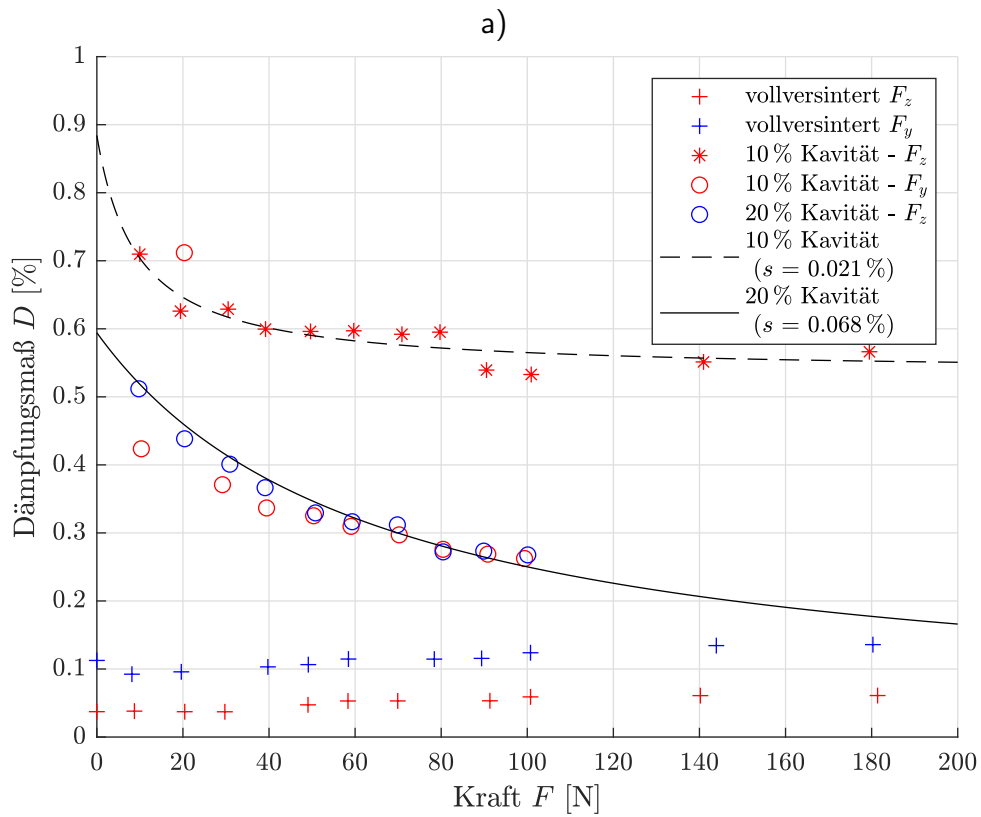 a)
1
0.9
0.8
0.7
0.6
0.5
0.4
0.3
0.2
0.1
0
Dämpfungsmaß D [%]
vollversintert F_z
vollversintert F_y
10 % Kavität - F_z
10 % Kavität - F_y
20 % Kavität - F_z
10 % Kavität
(s = 0.021 %)
20 % Kavität
(s = 0.068 %)
0 20 40 60 80 100 120 140 160 180 200
Kraft F [N]